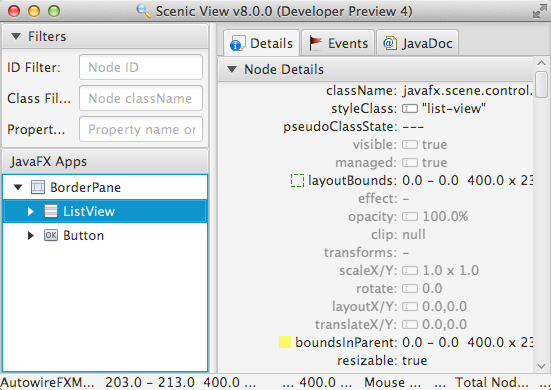 Scenic View v8.0.0 (Developer Preview 4)
Filters
ID Filter: Node ID
Class Fil... Node className
Propert... Property name or
JavaFX Apps
BorderPane
ListView
OK Button
Details Events @ JavaDoc
Node Details
className: javafx.scene.control.
styleClass: "list-view"
pseudoClassState: ---
visible: true
managed: true
layoutBounds: 0.0 - 0.0 400.0 x 23
effect: -
opacity: 100.0%
clip: null
transforms: -
scaleX/Y: 1.0 x 1.0
rotate: 0.0
layoutX/Y: 0.0,0.0
translateX/Y: 0.0,0.0
boundsInParent: 0.0 - 0.0 400.0 x 23
resizable: true
AutowireFXM... 203.0 - 213.0 400.0 ... ... 400.0 ... Mouse ... ... Total Nod...